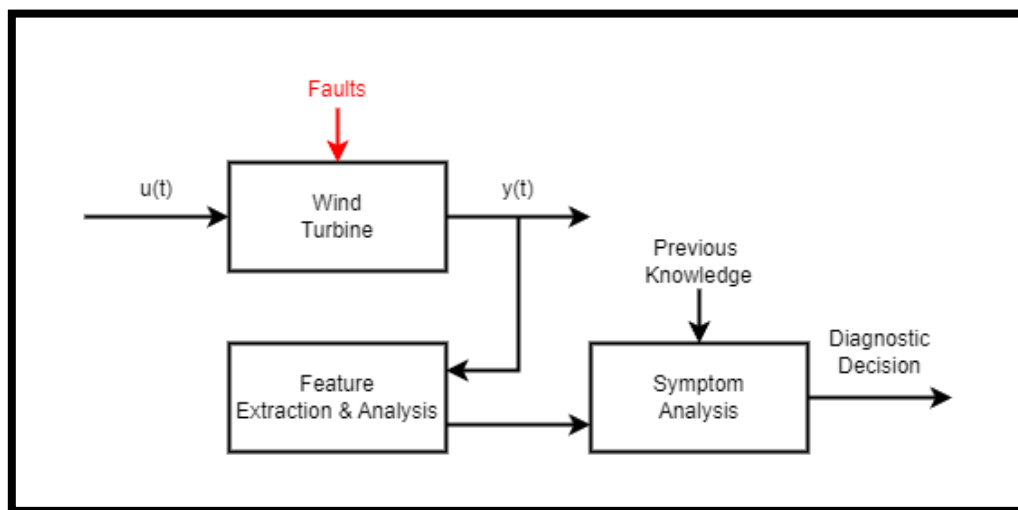 Faults
u(t)
Wind
Turbine
y(t)
Previous
Knowledge
Feature
Extraction & Analysis
Symptom
Analysis
Diagnostic
Decision